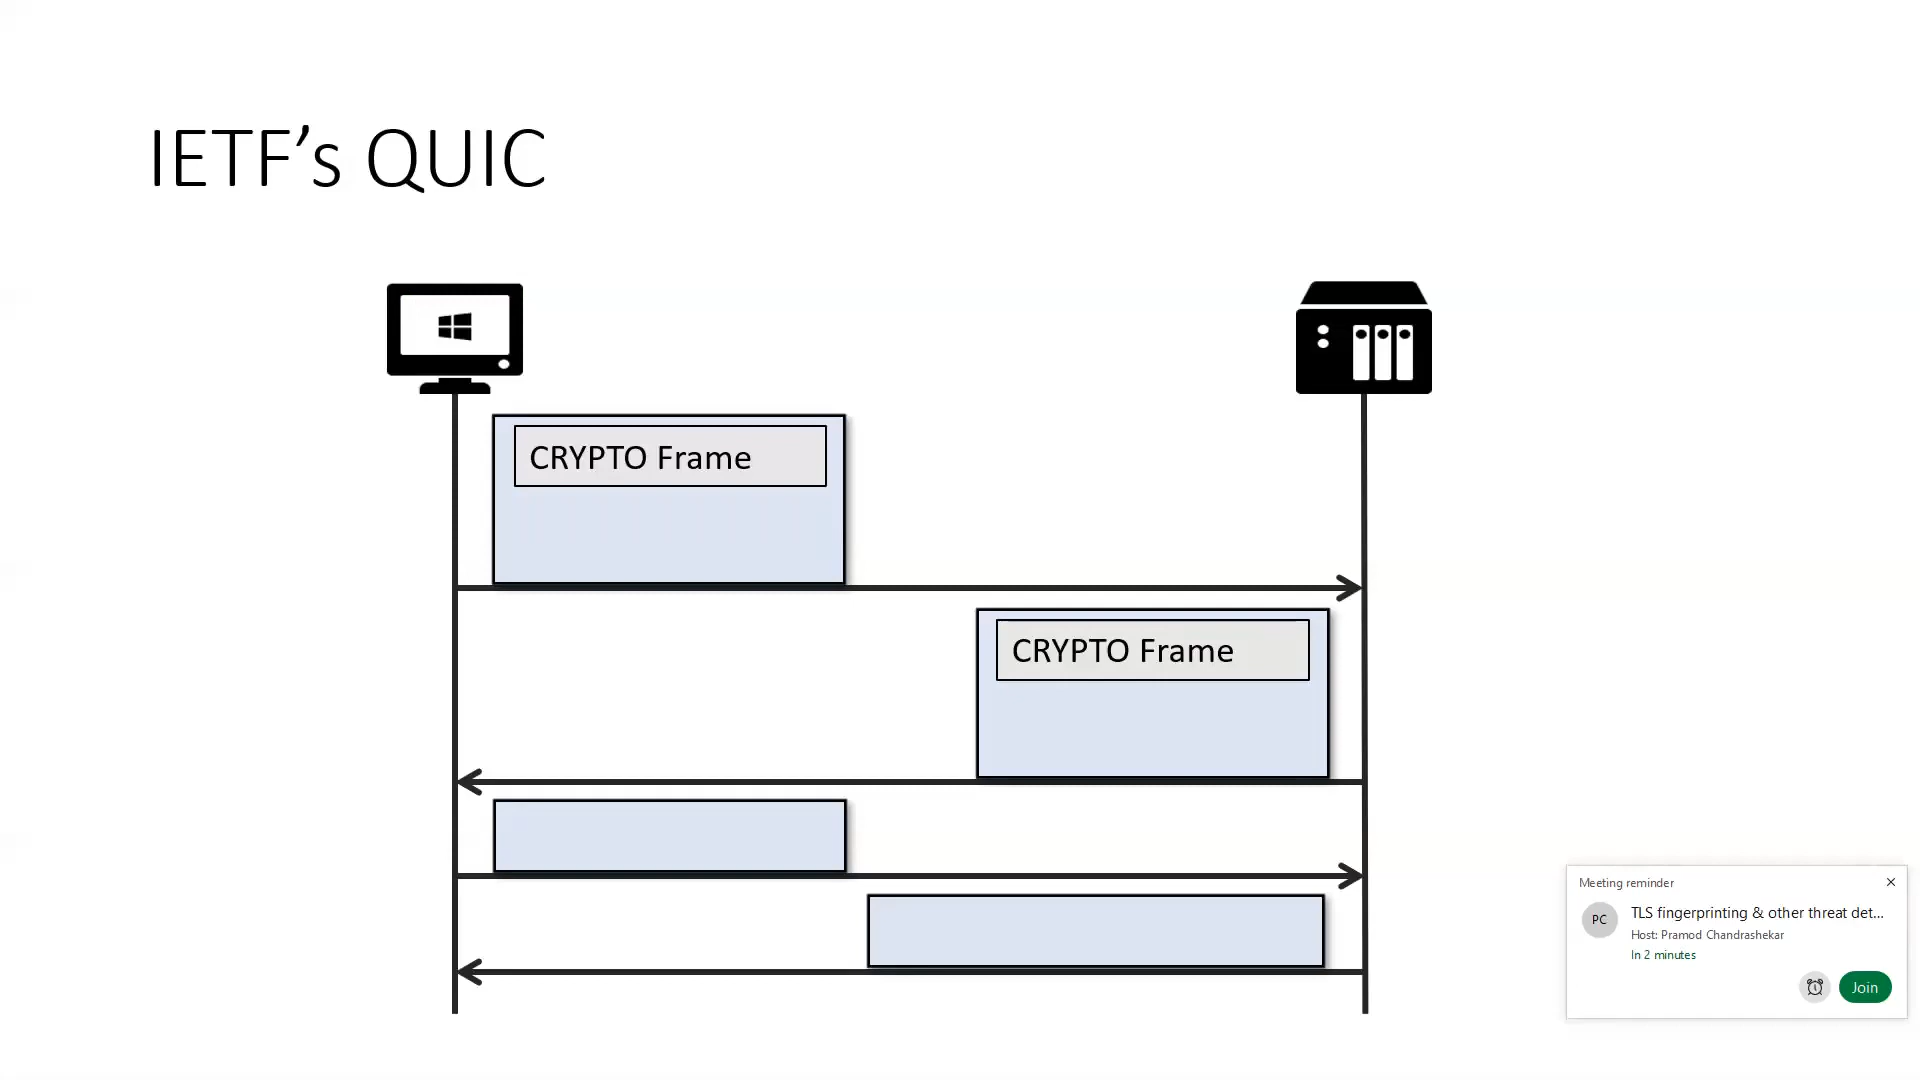 IETF’s QUIC
CRYPTO Frame
CRYPTO Frame
Meeting reminder
PC
TLS fingerprinting & other threat det...
Host: Pramod Chandrashekar
In 2 minutes
Join